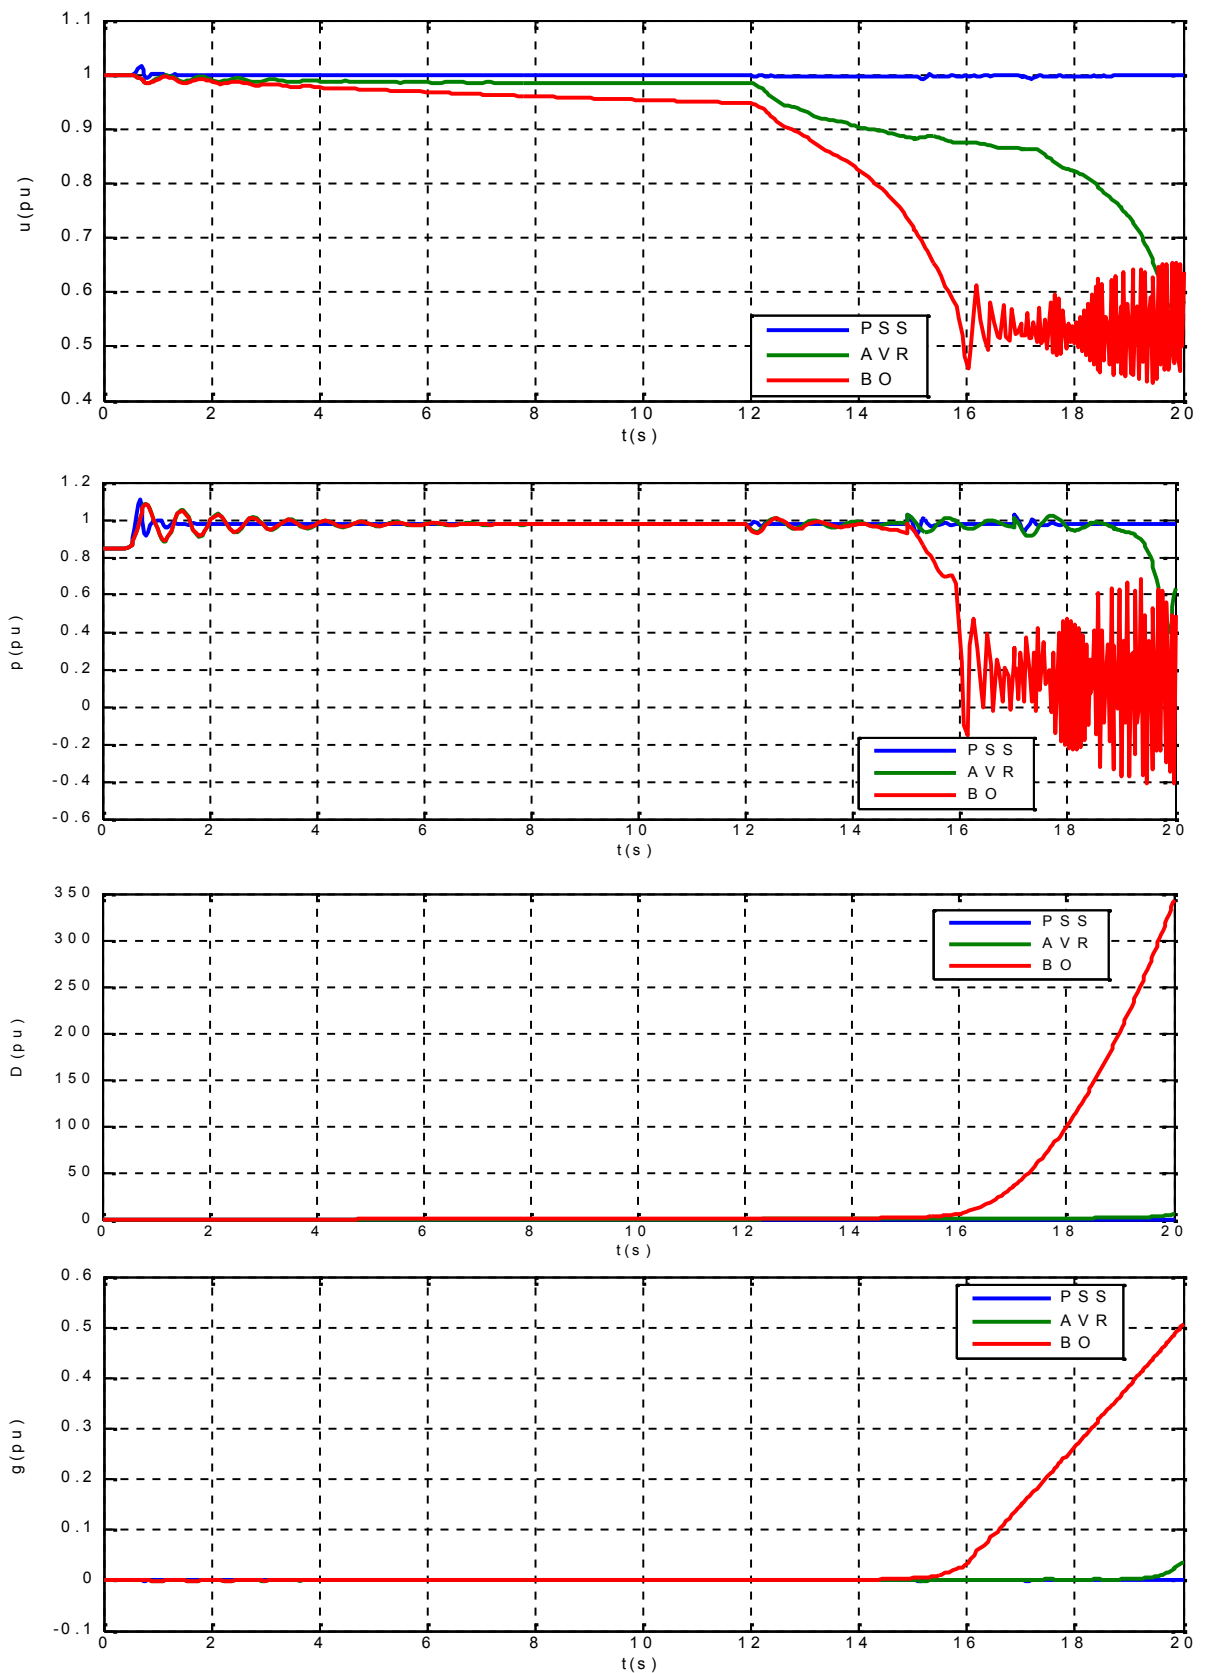 1.1
1
0.9
0.8
0.7
0.6
0.5
0.4
u(pu)
PSS
AVR
BO
0 2 4 6 8 10 12 14 16 18 20
t(s)
1.2
1
0.8
0.6
0.4
0.2
0
-0.2
-0.4
-0.6
p(pu)
PSS
AVR
BO
0 2 4 6 8 10 12 14 16 18 20
t(s)
350
300
250
200
150
100
50
0
D(pu)
PSS
AVR
BO
0 2 4 6 8 10 12 14 16 18 20
t(s)
0.6
0.5
0.4
0.3
0.2
0.1
0
-0.1
g(pu)
PSS
AVR
BO
0 2 4 6 8 10 12 14 16 18 20
t(s)